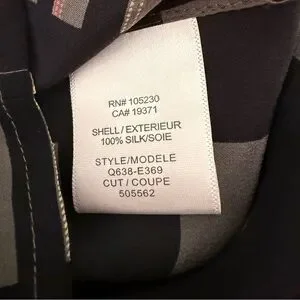 RN# 105230
CA# 19371
SHELL/EXTERIEUR
100% SILK/SOIE
STYLE/MODELE
Q638-E369
CUT/COUPE
505562